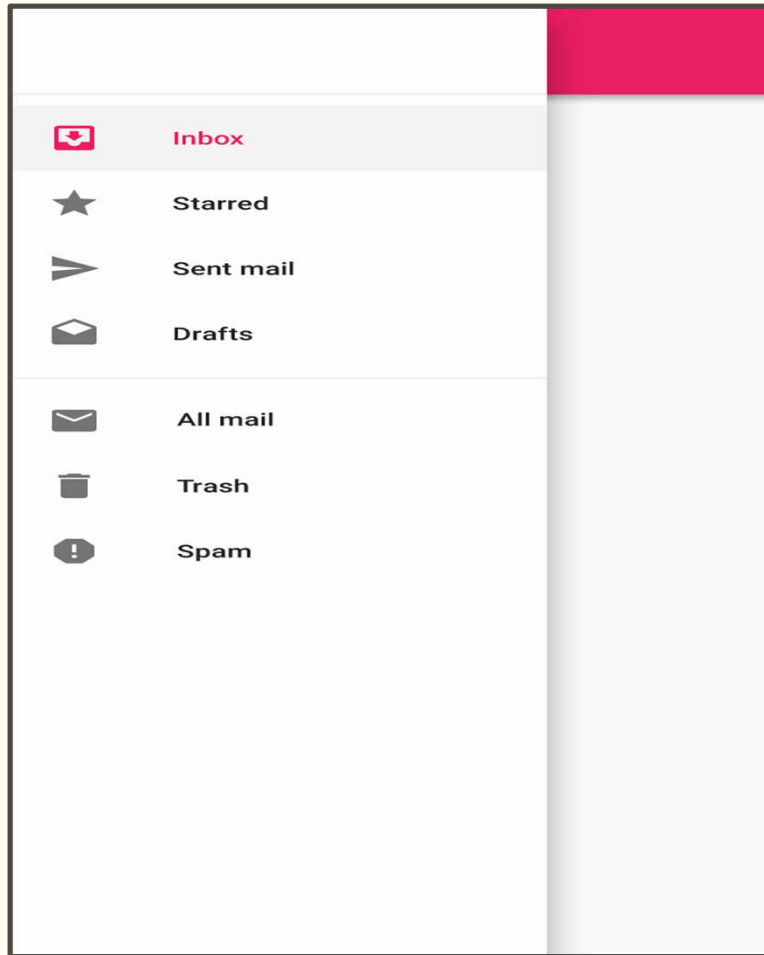 Inbox
Starred
Sent mail
Drafts
All mail
Trash
Spam